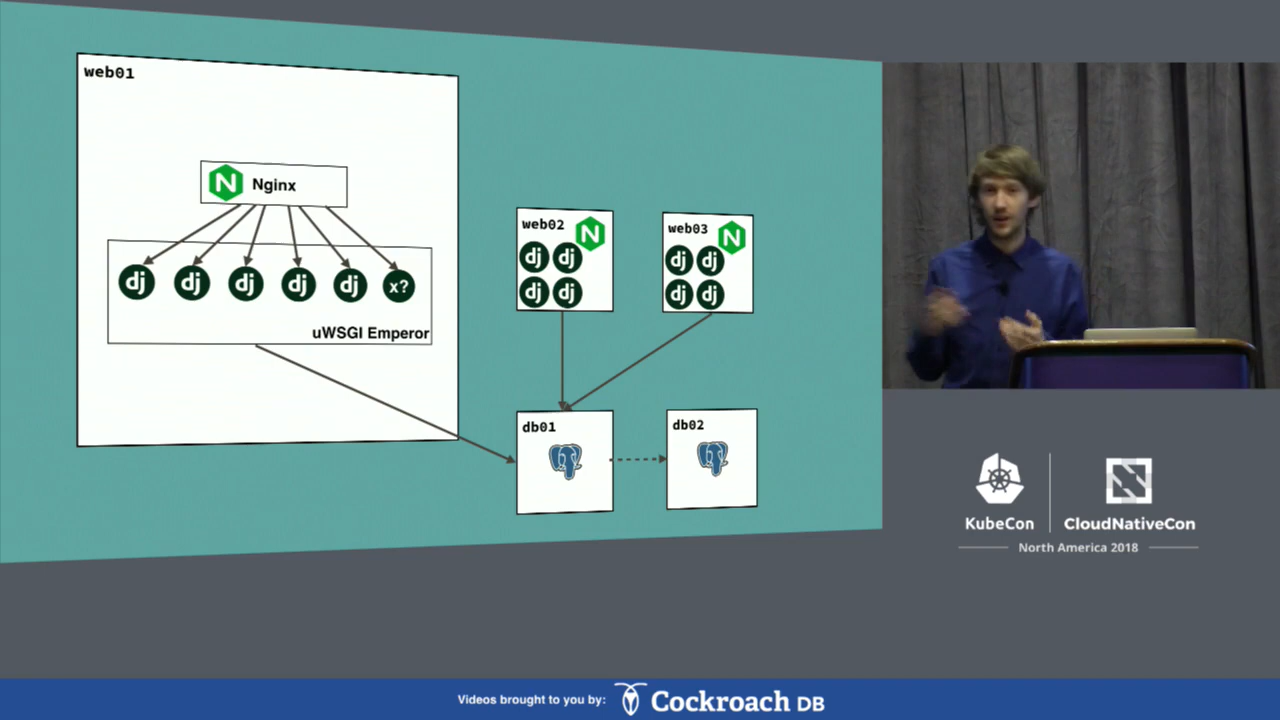 web01
Nginx
dj
dj
dj
dj
dj
x?
uWSGI Emperor
web02
dj
dj
dj
dj
web03
dj
dj
dj
dj
db01
db02
KubeCon
CloudNativeCon
North America 2018
Videos brought to you by:
Cockroach DB